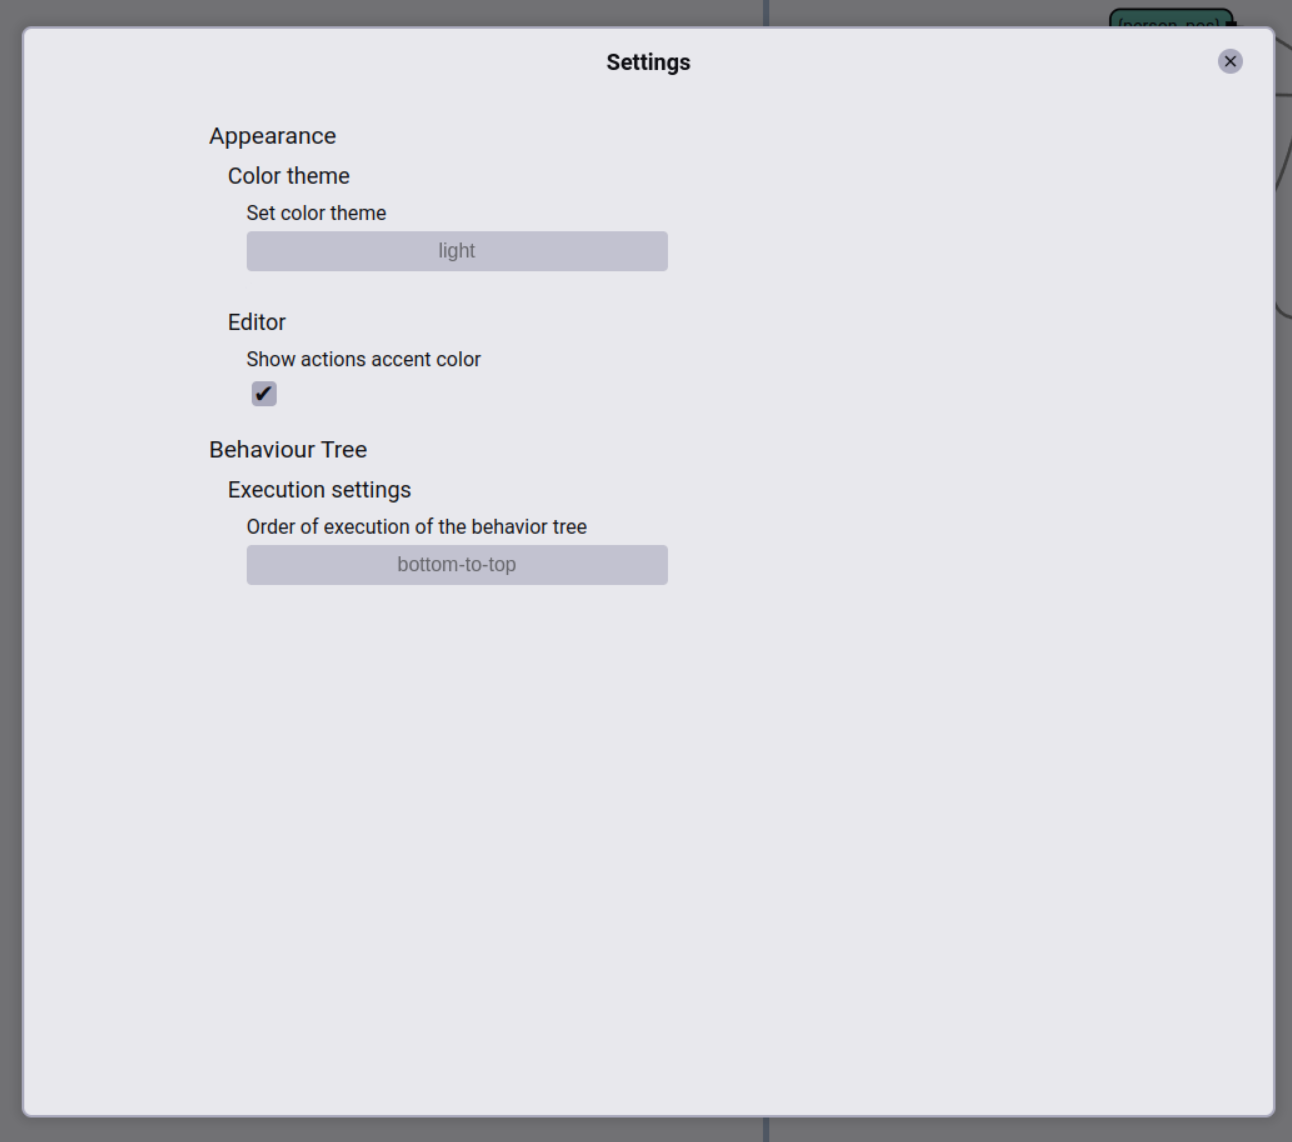 {person_pos}
Settings
Appearance
Color theme
Set color theme
light
Editor
Show actions accent color
Behaviour Tree
Execution settings
Order of execution of the behavior tree
bottom-to-top